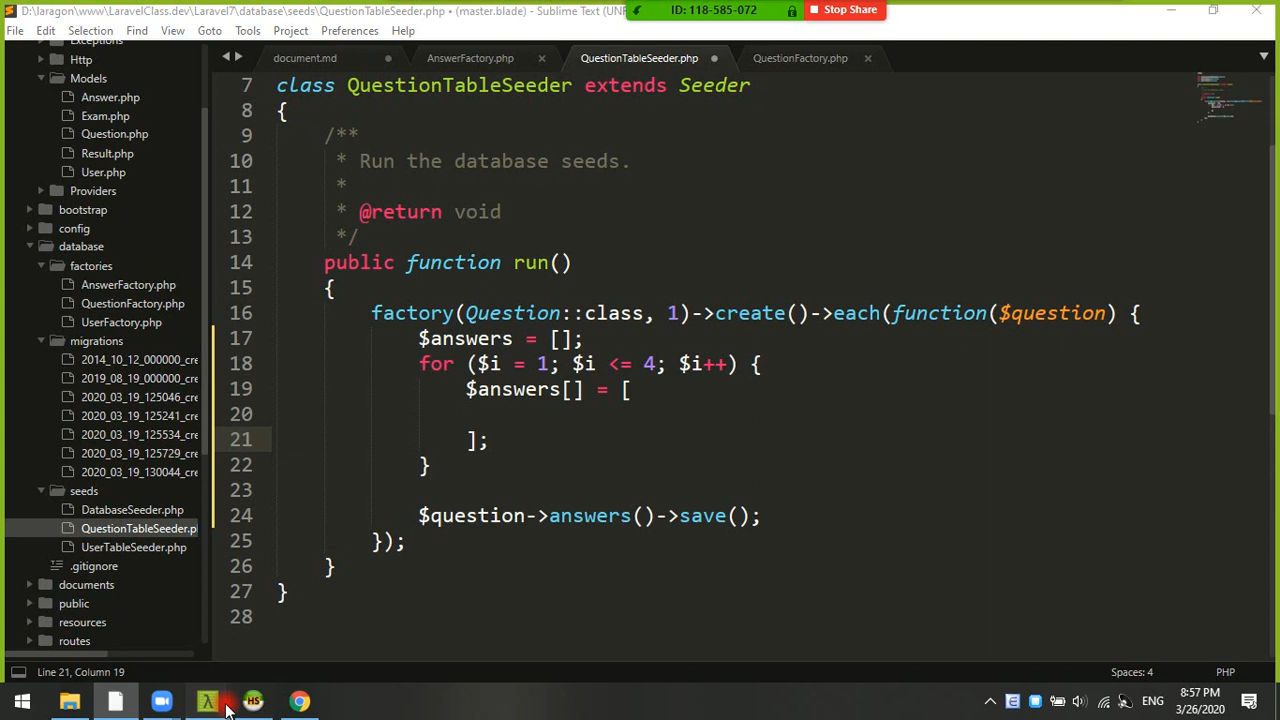 D:\laragon\www\LaravelClass.dev\Laravel7\database\seeds\QuestionTableSeeder.php • (master.blade) - Sublime Text (UNR
ID: 118-585-072
Stop Share
File Edit Selection Find View Goto Tools Project Preferences Help
document.md
AnswerFactory.php
QuestionTableSeeder.php
QuestionFactory.php
Exceptions
Http
Models
Answer.php
Exam.php
Question.php
Result.php
User.php
Providers
bootstrap
config
database
factories
AnswerFactory.php
QuestionFactory.php
UserFactory.php
migrations
2014_10_12_000000_cre
2019_08_19_000000_cre
2020_03_19_125046_cre
2020_03_19_125241_cre
2020_03_19_125534_cre
2020_03_19_125729_cre
2020_03_19_130044_cre
seeds
DatabaseSeeder.php
QuestionTableSeeder.p
UserTableSeeder.php
.gitignore
documents
public
resources
routes
7 class QuestionTableSeeder extends Seeder
8 {
9 /**
10 * Run the database seeds.
11 *
12 * @return void
13 */
14 public function run()
15 {
16 factory(Question::class, 1)->create()->each(function($question) {
17 $answers = [];
18 for ($i = 1; $i <= 4; $i++) {
19 $answers[] = [
20
21 ];
22 }
23
24 $question->answers()->save();
25 });
26 }
27 }
28
Line 21, Column 19
Spaces: 4
PHP
λ
HS
ENG
8:57 PM
3/26/2020